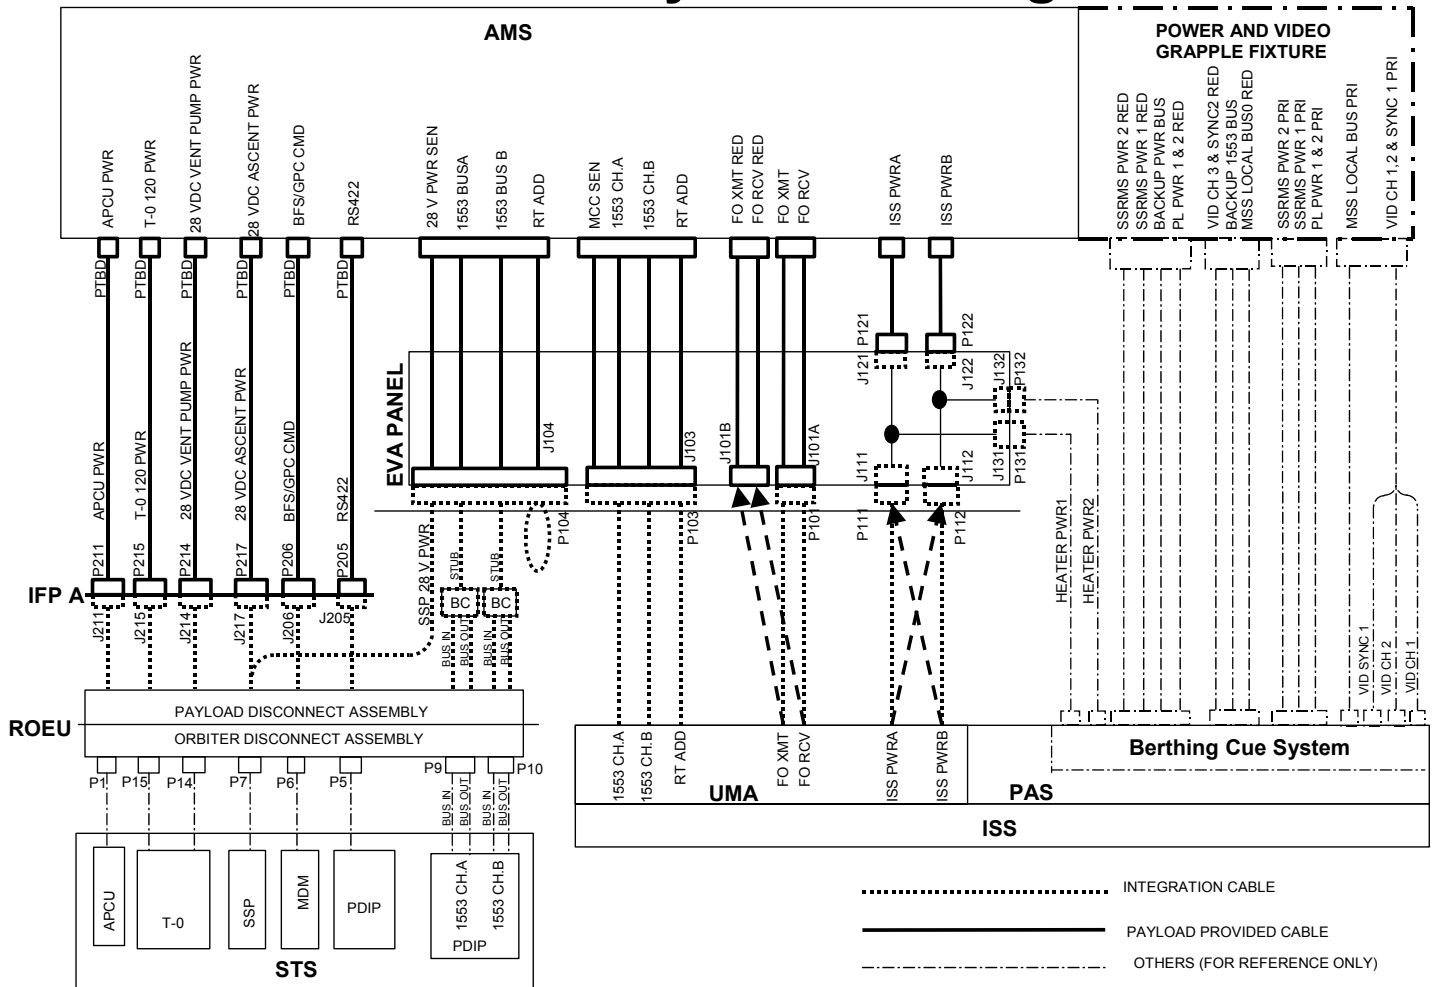 AMS
POWER AND VIDEO
GRAPPLE FIXTURE
APCU PWR
T-0 120 PWR
28 VDC VENT PUMP PWR
28 VDC ASCENT PWR
BFS/GPC CMD
RS422
28 V PWR SEN
1553 BUSA
1553 BUS B
RT ADD
MCC SEN
1553 CH.A
1553 CH.B
RT ADD
FO XMT RED
FO RCV RED
FO XMT
FO RCV
ISS PWRA
ISS PWRB
SSRMS PWR 2 RED
SSRMS PWR 1 RED
BACKUP PWR BUS
PL PWR 1 & 2 RED
VID CH 3 & SYNC2 RED
BACKUP 1553 BUS
MSS LOCAL BUS0 RED
SSRMS PWR 2 PRI
SSRMS PWR 1 PRI
PL PWR 1 & 2 PRI
MSS LOCAL BUS PRI
VID CH 1,2 & SYNC 1 PRI
PTBD
PTBD
PTBD
PTBD
PTBD
PTBD
P121
P122
J121
J122
J132
P132
EVA PANEL
J104
J103
J101B
J101A
J111
J112
J131
P131
APCU PWR
T-0 120 PWR
28 VDC VENT PUMP PWR
28 VDC ASCENT PWR
BFS/GPC CMD
RS422
P104
P103
P101
P111
P112
P211
P215
P214
P217
P206
P205
SSP 28 V PWR
STUB
STUB
HEATER PWR1
HEATER PWR2
IFP A
BC
BC
J211
J215
J214
J217
J206
J205
BUS IN
BUS OUT
BUS IN
BUS OUT
VID SYNC 1
VID CH 2
VID CH 1
ROEU
PAYLOAD DISCONNECT ASSEMBLY
ORBITER DISCONNECT ASSEMBLY
P1
P15
P14
P7
P6
P5
P9
P10
BUS IN
BUS OUT
BUS IN
BUS OUT
1553 CH.A
1553 CH.B
RT ADD
UMA
FO XMT
FO RCV
ISS PWRA
ISS PWRB
PAS
Berthing Cue System
ISS
APCU
T-0
SSP
MDM
PDIP
1553 CH.A
1553 CH.B
PDIP
STS
INTEGRATION CABLE
PAYLOAD PROVIDED CABLE
OTHERS (FOR REFERENCE ONLY)